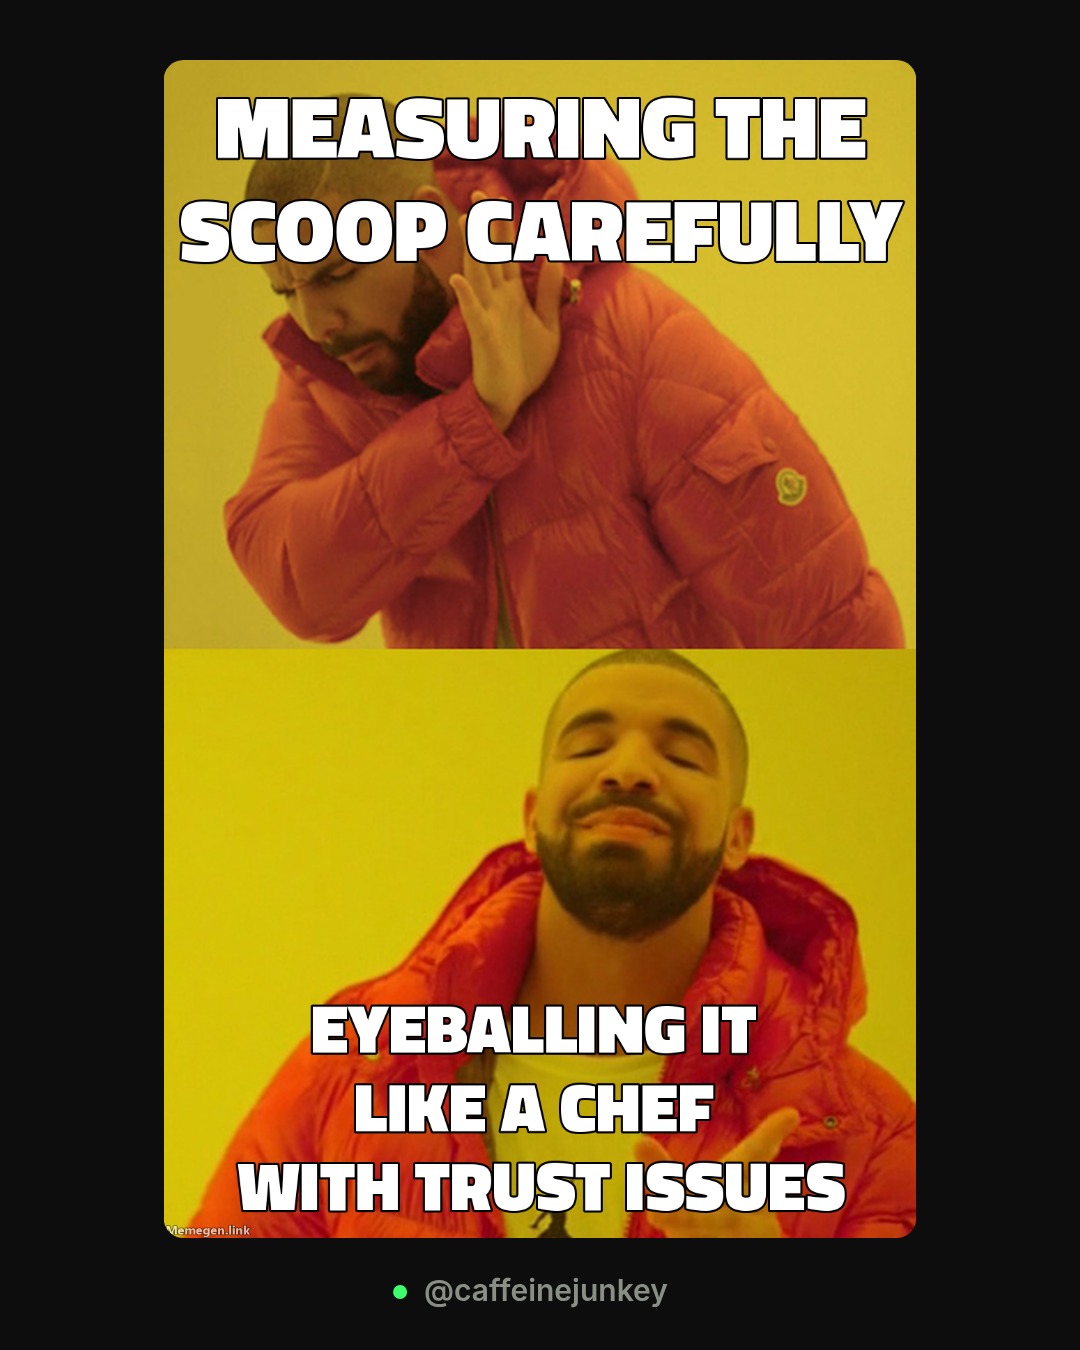 MEASURING THE
SCOOP CAREFULLY
EYEBALLING IT
LIKE A CHEF
WITH TRUST ISSUES
Memegen.link
@caffeinejunkey